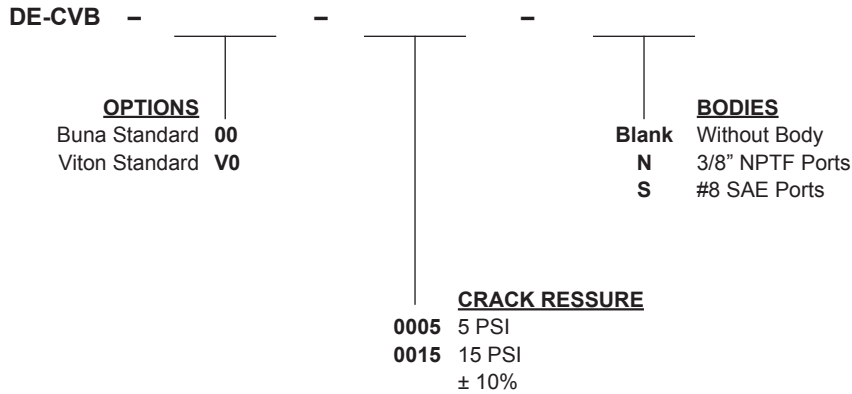 DE-CVB – – –
OPTIONS
Buna Standard 00
Viton Standard V0
BODIES
Blank Without Body
N 3/8” NPTF Ports
S #8 SAE Ports
CRACK RESSURE
0005 5 PSI
0015 15 PSI
± 10%